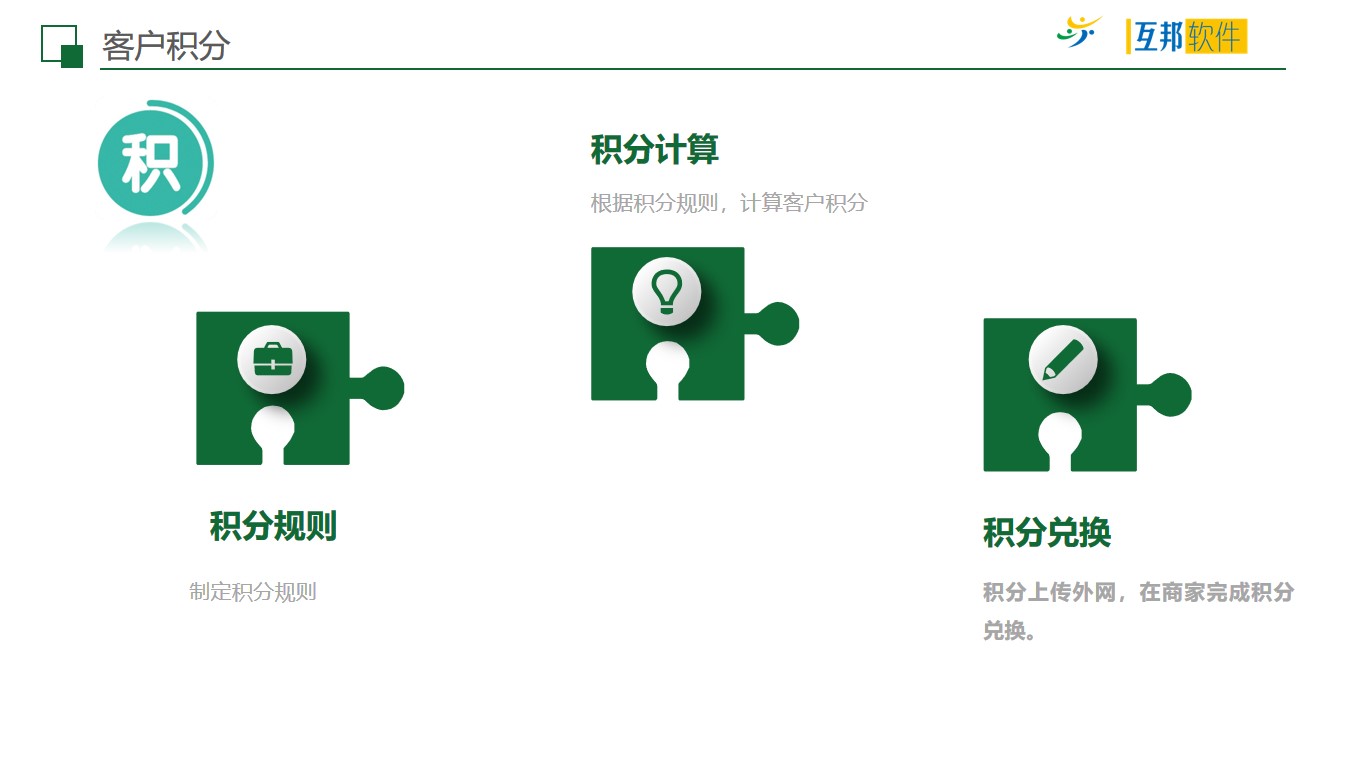 客户积分
互邦软件
积
积分计算
根据积分规则，计算客户积分
积分规则
制定积分规则
积分兑换
积分上传外网，在商家完成积分
兑换。